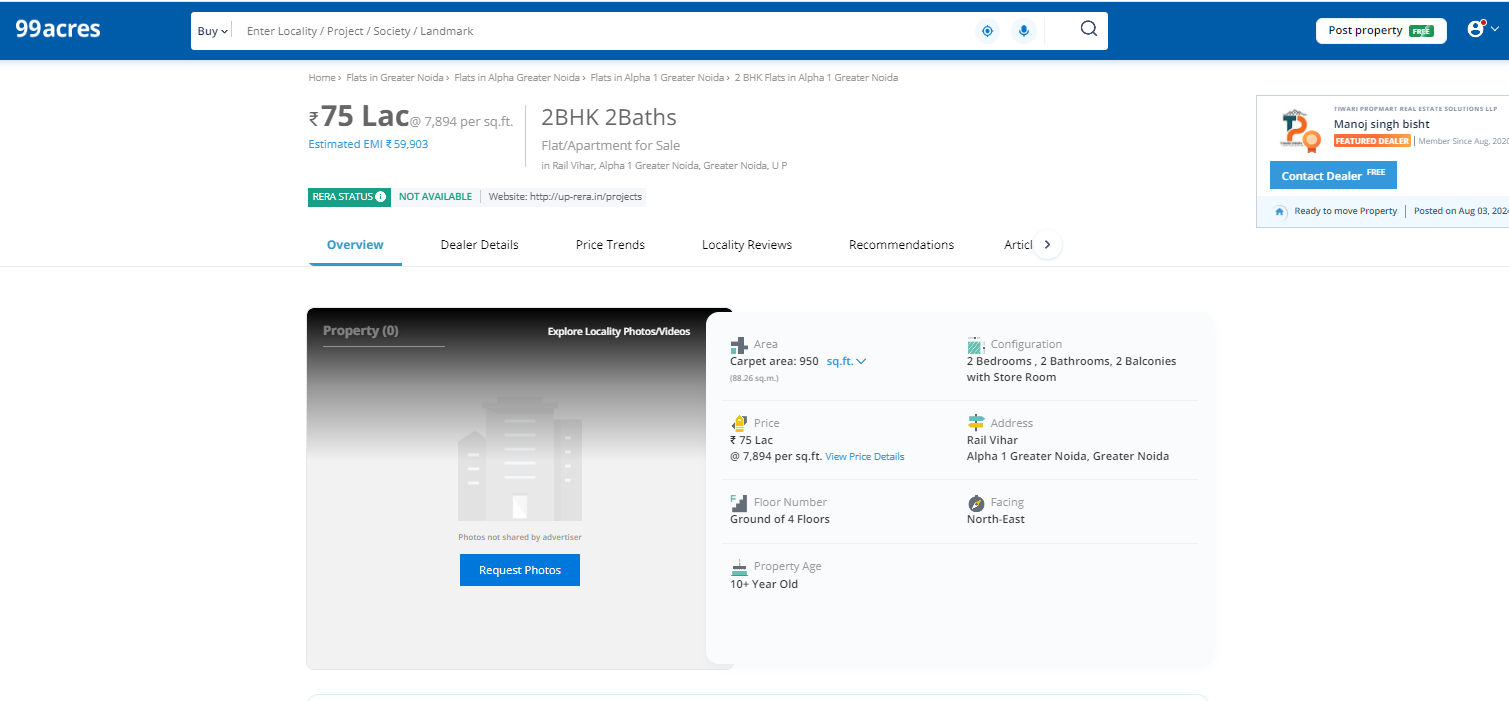 99acres
Buy
Enter Locality / Project / Society / Landmark
Post property FREE
Home › Flats in Greater Noida › Flats in Alpha Greater Noida › Flats in Alpha 1 Greater Noida › 2 BHK Flats in Alpha 1 Greater Noida
₹75 Lac @ 7,894 per sq.ft.
Estimated EMI ₹ 59,903
2BHK 2Baths
Flat/Apartment for Sale
in Rail Vihar, Alpha 1 Greater Noida, Greater Noida, U P
RERA STATUS NOT AVAILABLE Website: http://up-rera.in/projects
TIWARI PROPMART REAL ESTATE SOLUTIONS LLP
Manoj singh bisht
FEATURED DEALER Member Since Aug, 2020
Contact Dealer FREE
Ready to move Property Posted on Aug 03, 2024
Overview
Dealer Details
Price Trends
Locality Reviews
Recommendations
Articl
Property (0)
Explore Locality Photos/Videos
Photos not shared by advertiser
Request Photos
Area
Carpet area: 950 sq.ft.
(88.26 sq.m.)
Configuration
2 Bedrooms , 2 Bathrooms, 2 Balconies
with Store Room
Price
₹ 75 Lac
@ 7,894 per sq.ft. View Price Details
Address
Rail Vihar
Alpha 1 Greater Noida, Greater Noida
Floor Number
Ground of 4 Floors
Facing
North-East
Property Age
10+ Year Old